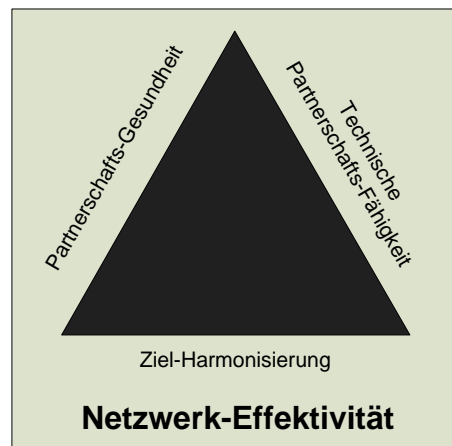 Partnerschafts-Gesundheit
Technische
Partnerschafts-Fähigkeit
Ziel-Harmonisierung
Netzwerk-Effektivität